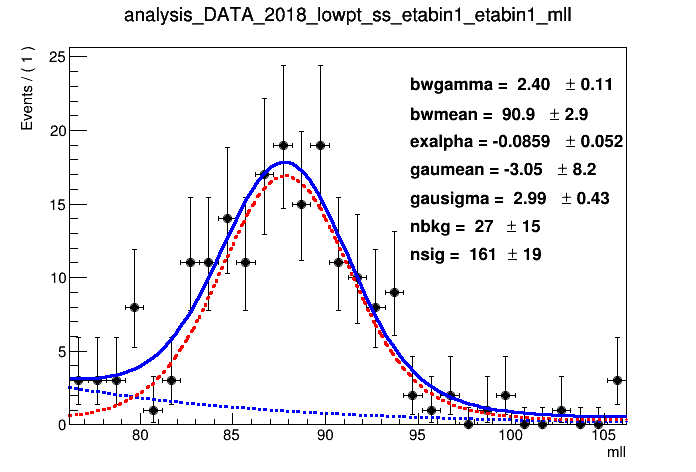 analysis_DATA_2018_lowpt_ss_etabin1_etabin1_mll
Events / ( 1 )
25
20
15
10
5
0
bwgamma = 2.40 ± 0.11
bwmean = 90.9 ± 2.9
exalpha = -0.0859 ± 0.052
gaumean = -3.05 ± 8.2
gausigma = 2.99 ± 0.43
nbkg = 27 ± 15
nsig = 161 ± 19
80 85 90 95 100 105
mll